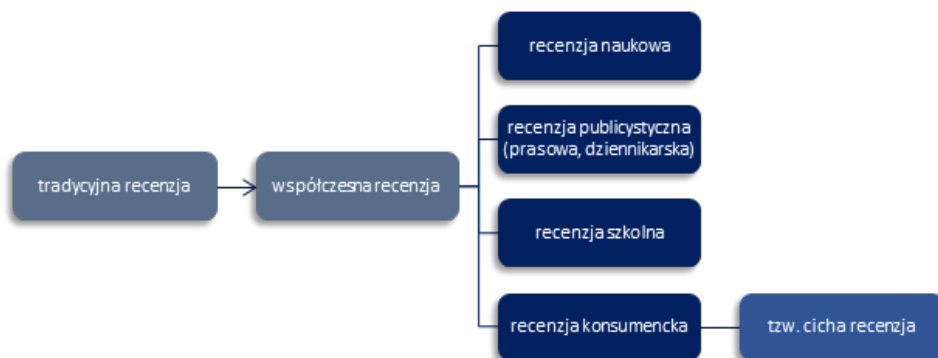 tradycyjna recenzja
współczesna recenzja
recenzja naukowa
recenzja publicystyczna
(prasowa, dziennikarska)
recenzja szkolna
recenzja konsumencka
tzw. cicha recenzja